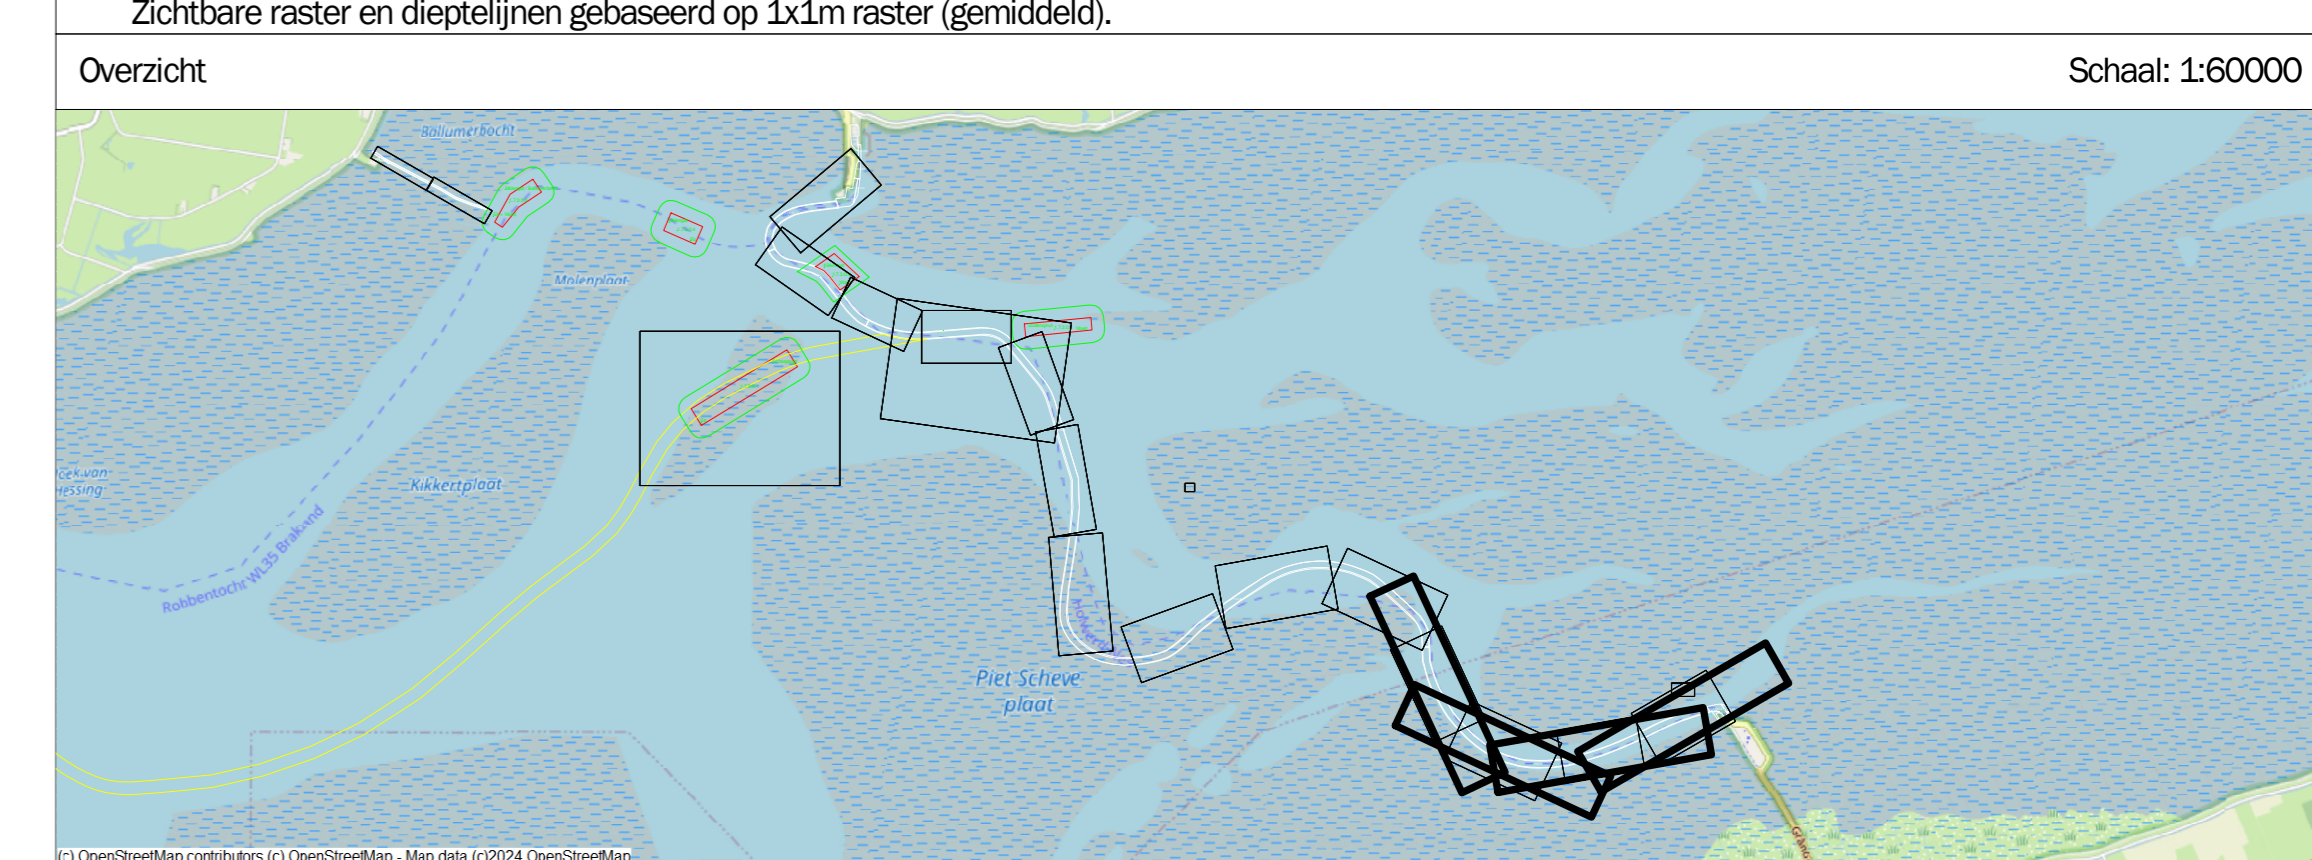 Zichtbare raster en dieptelijnen gebaseerd op 1x1m raster (gemiddeld).
Overzicht
Schaal: 1:60000
Ballumerbocht
Molenplaat
Kikkertplaat
Robbentocht WL35 Brakzand
Piet Scheve
plaat
(c) OpenStreetMap contributors (c) OpenStreetMap - Map data (c)2024 OpenStreetMap